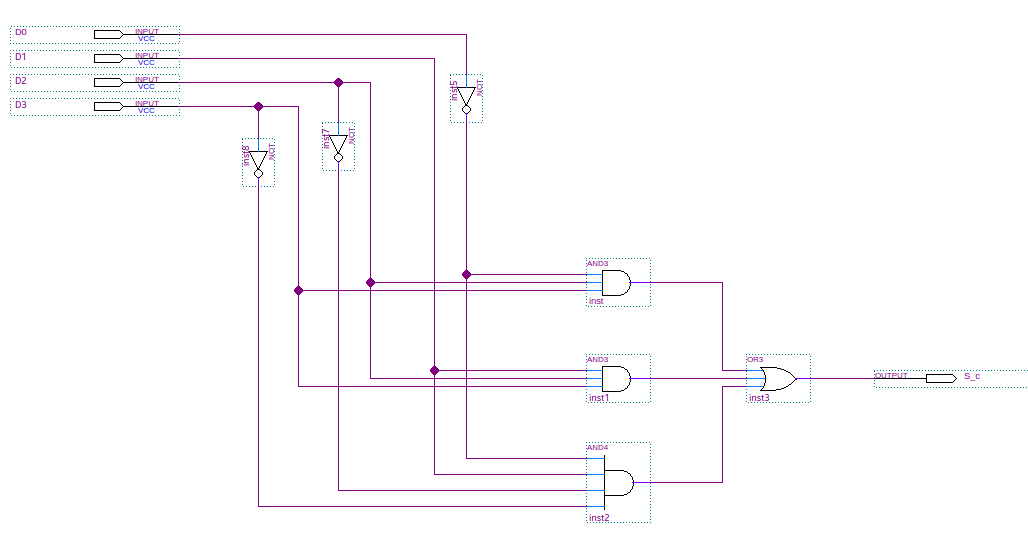 D0 INPUT
VCC
D1 INPUT
VCC
D2 INPUT
VCC
D3 INPUT
VCC
inst5 NOT
inst7 NOT
inst8 NOT
AND3
inst
AND3
inst1
OR3
inst3
OUTPUT S_c
AND4
inst2